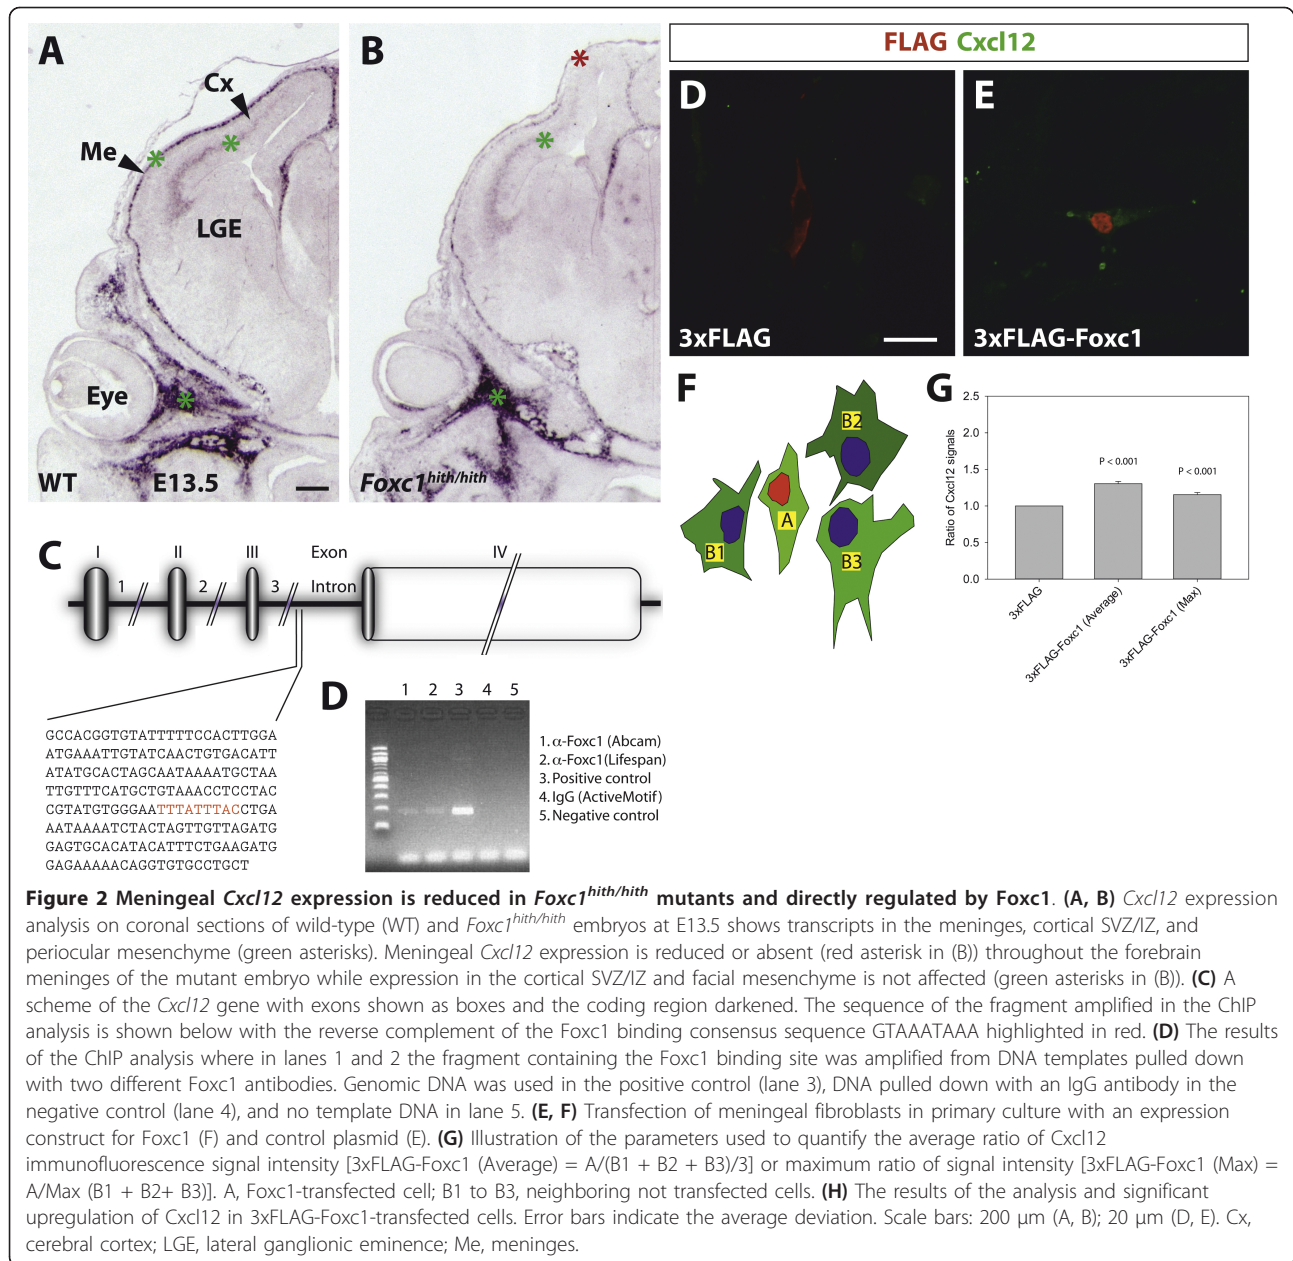 A
Cx
Me
LGE
Eye
WT
E13.5
B
Foxc1hith/hith
FLAG Cxcl12
D
3xFLAG
E
3xFLAG-Foxc1
C
I
II
III
Exon
IV
1
2
3
Intron
GCCACGGTGTATTTTTCCACTTGGA
ATGAAATTGTATCAACTGTGACATT
ATATGCACTAGCAATAAAATGCTAA
TTGTTTCATGCTGTAAACCTCCTAC
CGTATGTGGGAATTTATTTACCTGA
AATAAAATCTACTAGTTGTTAGATG
GAGTGCACATACATTTCTGAAGATG
GAGAAAAACAGGTGTGCCTGCT
D
1 2 3 4 5
1. α-Foxc1 (Abcam)
2. α-Foxc1(Lifespan)
3. Positive control
4. IgG (ActiveMotif)
5. Negative control
F
B2
A
B1
B3
G
Ratio of Cxcl12 signals
2.5
2.0
1.5
1.0
0.5
0.0
P < 0.001
P < 0.001
3xFLAG
3xFLAG-Foxc1 (Average)
3xFLAG-Foxc1 (Max)
Figure 2 Meningeal Cxcl12 expression is reduced in Foxc1hith/hith mutants and directly regulated by Foxc1. (A, B) Cxcl12 expression
analysis on coronal sections of wild-type (WT) and Foxc1hith/hith embryos at E13.5 shows transcripts in the meninges, cortical SVZ/IZ, and
periocular mesenchyme (green asterisks). Meningeal Cxcl12 expression is reduced or absent (red asterisk in (B)) throughout the forebrain
meninges of the mutant embryo while expression in the cortical SVZ/IZ and facial mesenchyme is not affected (green asterisks in (B)). (C) A
scheme of the Cxcl12 gene with exons shown as boxes and the coding region darkened. The sequence of the fragment amplified in the ChIP
analysis is shown below with the reverse complement of the Foxc1 binding consensus sequence GTAAATAAA highlighted in red. (D) The results
of the ChIP analysis where in lanes 1 and 2 the fragment containing the Foxc1 binding site was amplified from DNA templates pulled down
with two different Foxc1 antibodies. Genomic DNA was used in the positive control (lane 3), DNA pulled down with an IgG antibody in the
negative control (lane 4), and no template DNA in lane 5. (E, F) Transfection of meningeal fibroblasts in primary culture with an expression
construct for Foxc1 (F) and control plasmid (E). (G) Illustration of the parameters used to quantify the average ratio of Cxcl12
immunofluorescence signal intensity [3xFLAG-Foxc1 (Average) = A/(B1 + B2 + B3)/3] or maximum ratio of signal intensity [3xFLAG-Foxc1 (Max) =
A/Max (B1 + B2+ B3)]. A, Foxc1-transfected cell; B1 to B3, neighboring not transfected cells. (H) The results of the analysis and significant
upregulation of Cxcl12 in 3xFLAG-Foxc1-transfected cells. Error bars indicate the average deviation. Scale bars: 200 μm (A, B); 20 μm (D, E). Cx,
cerebral cortex; LGE, lateral ganglionic eminence; Me, meninges.